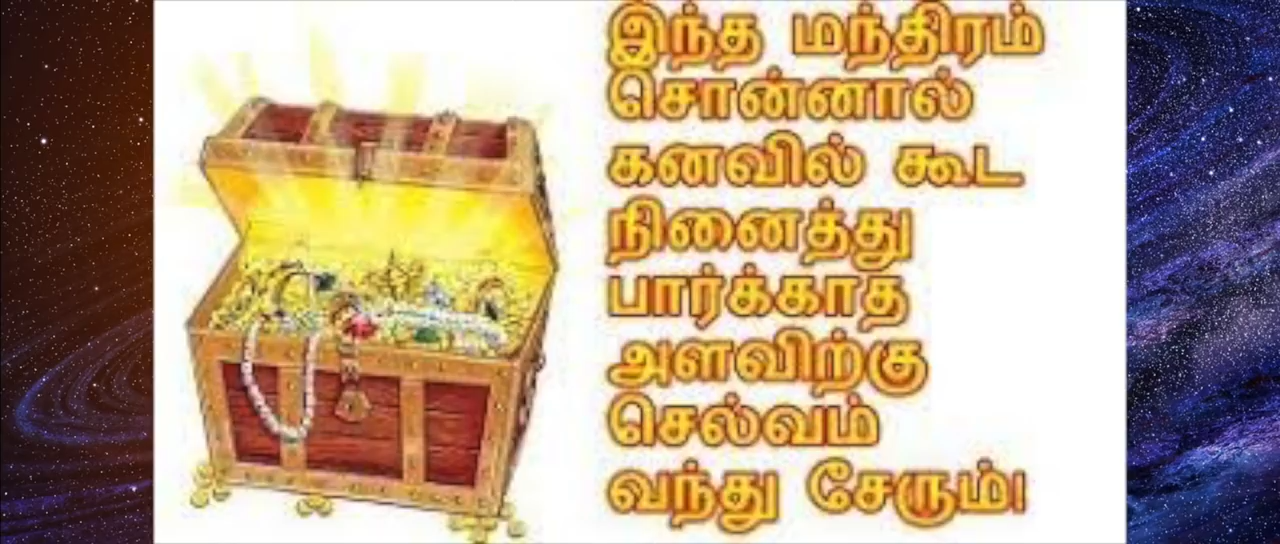 இந்த மந்திரம்
சொன்னால்
கனவில் கூட
நினைத்து
பார்க்காத
அளவிற்கு
செல்வம்
வந்து சேரும்!